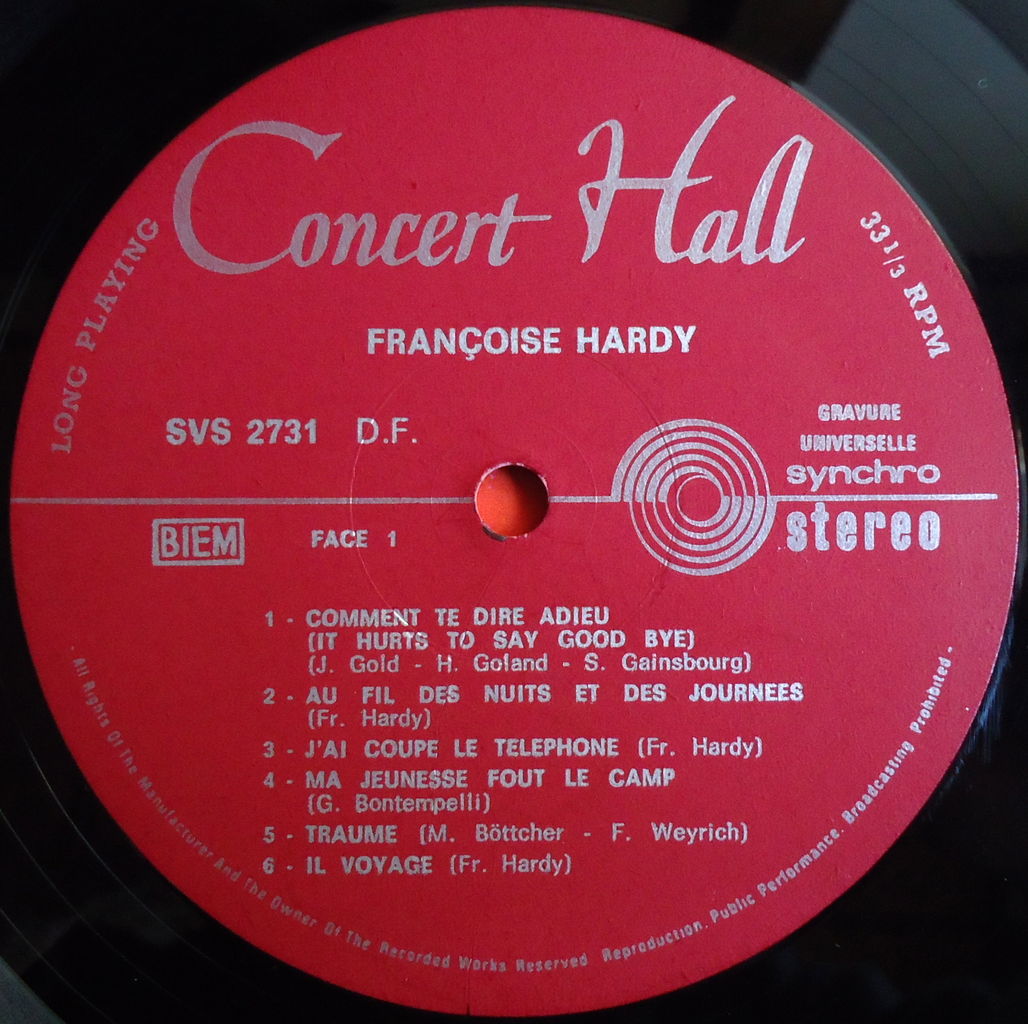 Concert Hall
LONG PLAYING
33 1/3 RPM
FRANÇOISE HARDY
SVS 2731 D.F.
GRAVURE
UNIVERSELLE
synchro
stereo
BIEM
FACE 1
1 - COMMENT TE DIRE ADIEU
(IT HURTS TO SAY GOOD BYE)
(J. Gold - H. Goland - S. Gainsbourg)
2 - AU FIL DES NUITS ET DES JOURNEES
(Fr. Hardy)
3 - J'AI COUPE LE TELEPHONE (Fr. Hardy)
4 - MA JEUNESSE FOUT LE CAMP
(G. Bontempelli)
5 - TRAUME (M. Böttcher - F. Weyrich)
6 - IL VOYAGE (Fr. Hardy)
- All Rights Of The Manufacturer And The Owner Of The Recorded Works Reserved Reproduction. Public Performance. Broadcasting Prohibited -